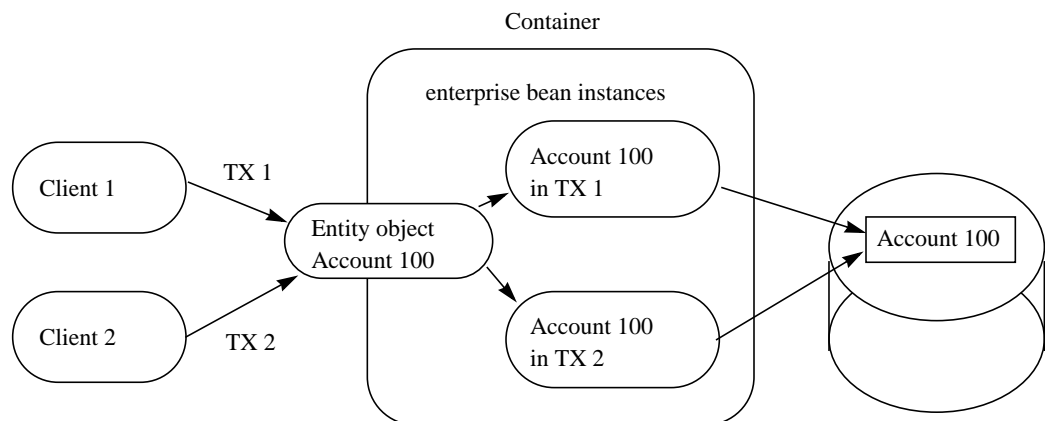 Container
enterprise bean instances
Client 1
TX 1
Entity object
Account 100
Account 100
in TX 1
Account 100
Client 2
TX 2
Account 100
in TX 2